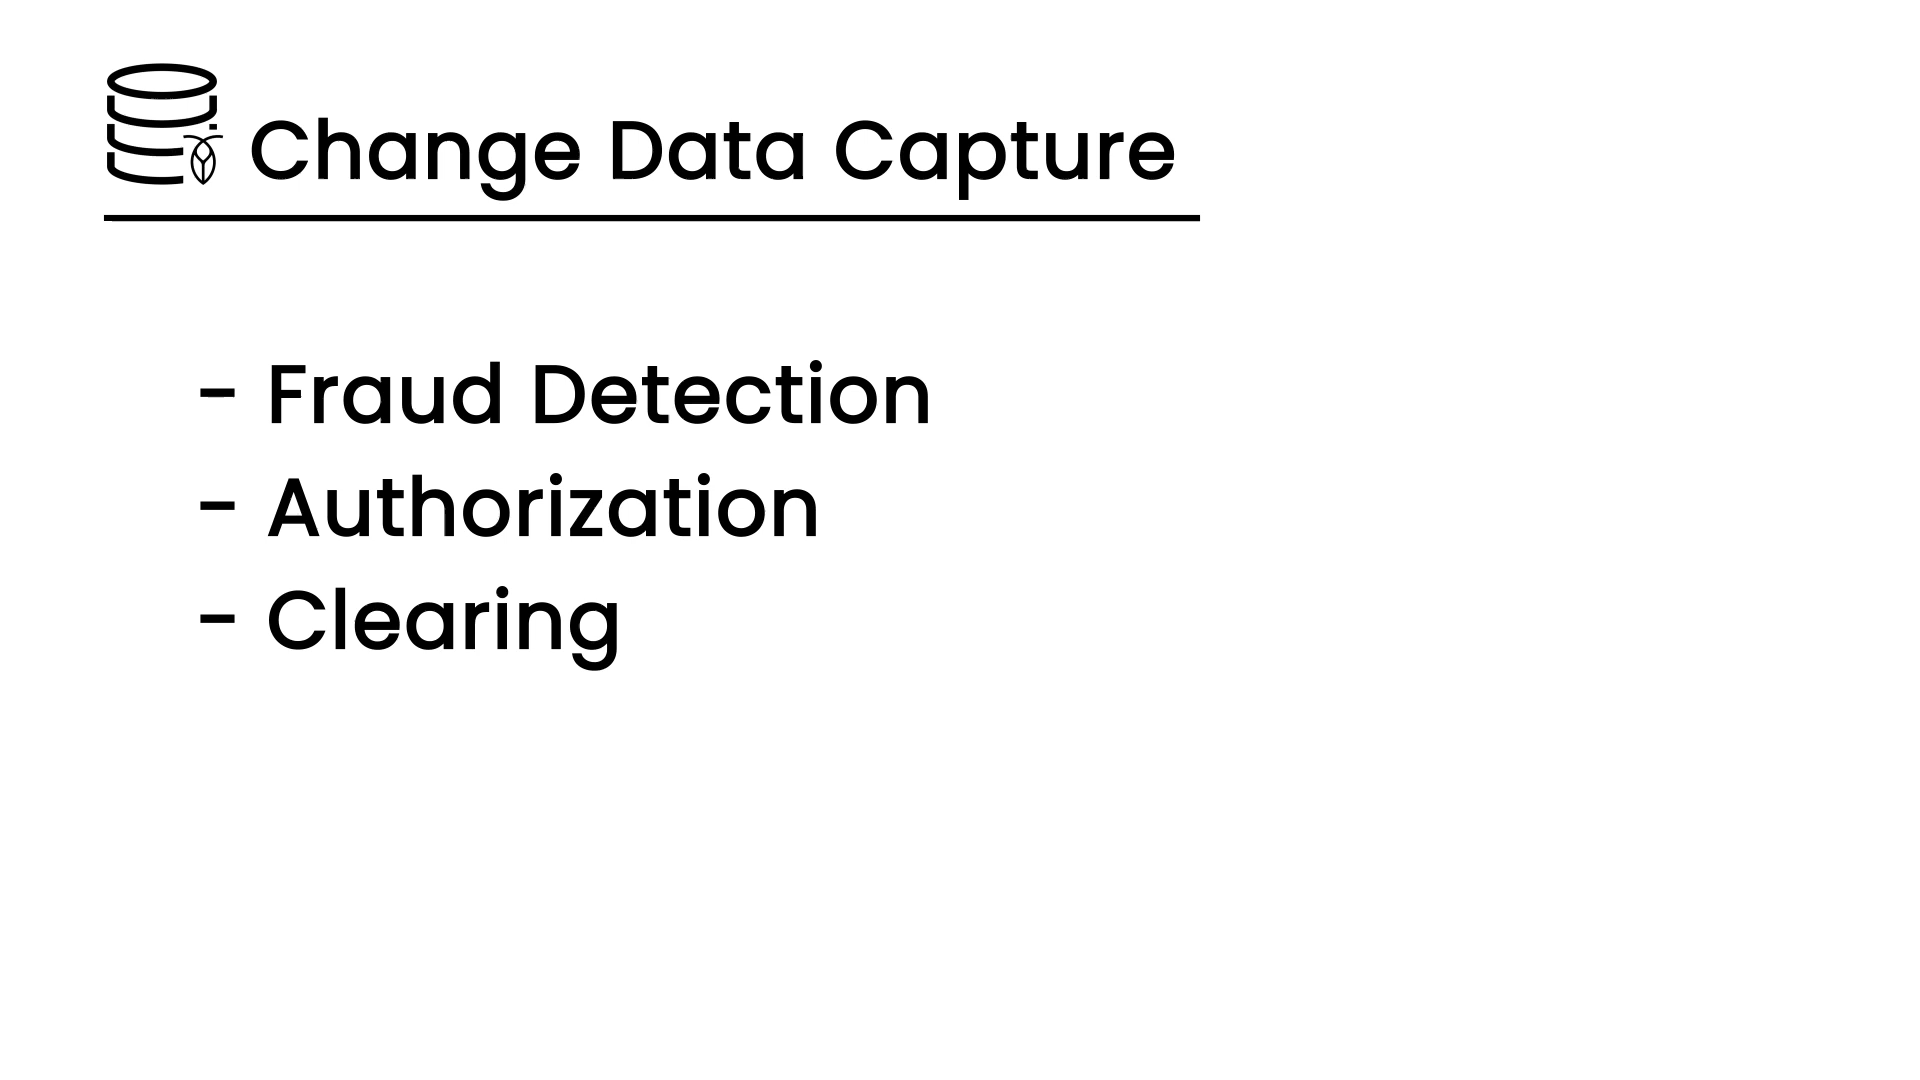 Change Data Capture
- Fraud Detection
- Authorization
- Clearing